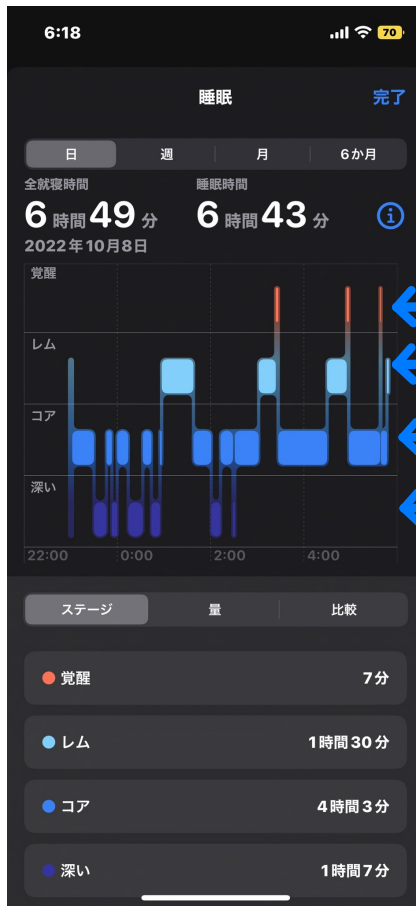 6:18
70
睡眠
完了
日
週
月
6か月
全就寝時間
睡眠時間
6 時間 49 分
6 時間 43 分
2022年10月8日
覚醒
レム
コア
深い
22:00
0:00
2:00
4:00
ステージ
量
比較
覚醒
7分
レム
1時間30分
コア
4時間3分
深い
1時間7分